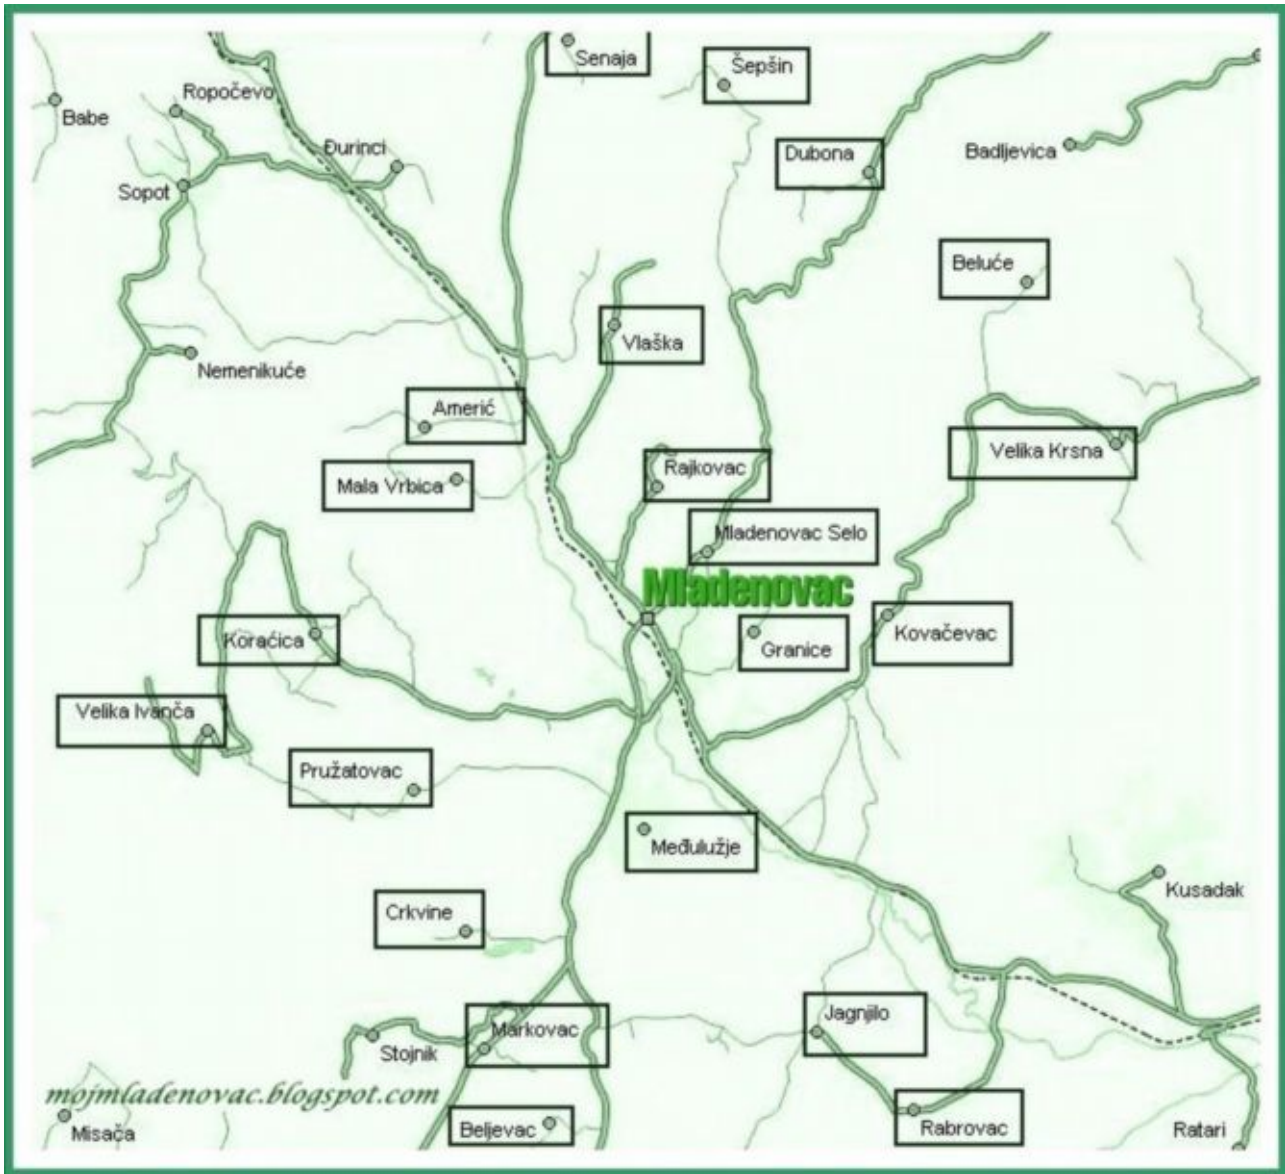 Senaja
Šepšin
Ropočevo
Babe
Đurinci
Dubona
Badljevica
Sopot
Beluće
Vlaška
Nemenikuće
Amerić
Velika Krsna
Rajkovac
Mala Vrbica
Mladenovac Selo
Mladenovac
Koraćica
Granice
Kovačevac
Velika Ivanča
Pružatovac
Međulužje
Kusadak
Crkvine
Jagnjilo
Markovac
Stojnik
mojmladenovac.blogspot.com
Misača
Beljevac
Rabrovac
Ratari